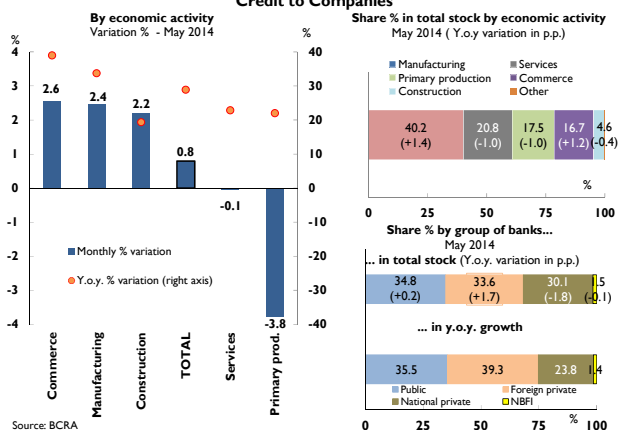 Credit to Companies
By economic activity
Variation % - May 2014
%
%
4
3
2
1
0
-1
-2
-3
-4
40
30
20
10
0
-10
-20
-30
-40
2.6
2.4
2.2
0.8
-0.1
-3.8
Monthly % variation
Y.o.y. % variation (right axis)
Commerce
Manufacturing
Construction
TOTAL
Services
Primary prod.
Source: BCRA
Share % in total stock by economic activity
May 2014 ( Y.o.y variation in p.p.)
Manufacturing
Services
Primary production
Commerce
Construction
Other
40.2
(+1.4)
20.8
(-1.0)
17.5
(-1.0)
16.7
(+1.2)
4.6
(-0.4)
%
0
25
50
75
100
Share % by group of banks...
May 2014
... in total stock (Y.o.y. variation in p.p.)
34.8
(+0.2)
33.6
(+1.7)
30.1
(-1.8)
1.5
(-0.1)
... in y.o.y. growth
35.5
39.3
23.8
1.4
Public
Foreign private
National private
NBFI
0
25
50
75
%
100